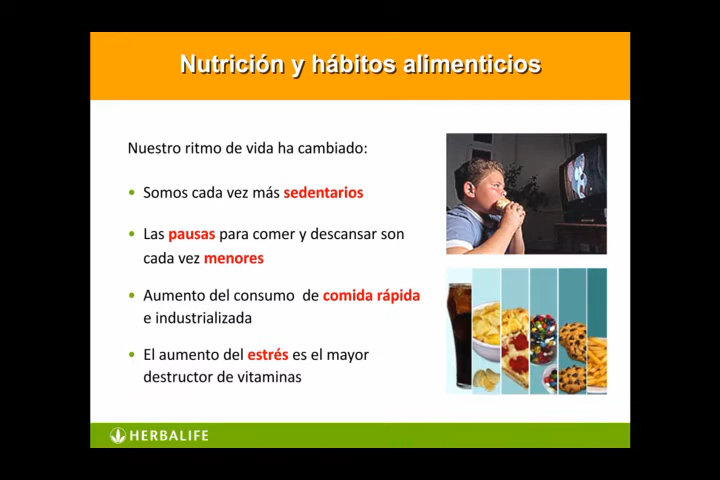 Nutrición y hábitos alimenticios
Nuestro ritmo de vida ha cambiado:
• Somos cada vez más sedentarios
• Las pausas para comer y descansar son
cada vez menores
• Aumento del consumo de comida rápida
e industrializada
• El aumento del estrés es el mayor
destructor de vitaminas
HERBALIFE